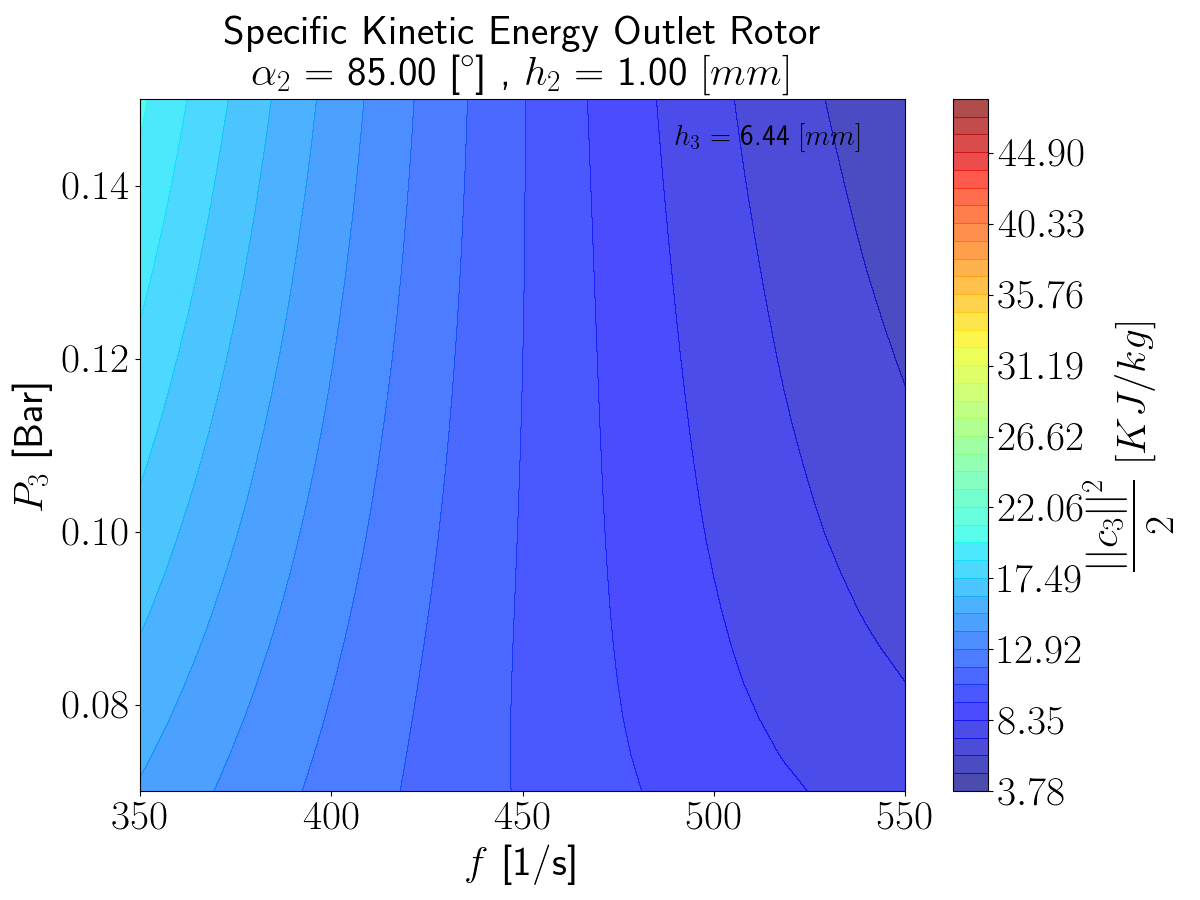 Specific Kinetic Energy Outlet Rotor
α₂ = 85.00 [°] , h₂ = 1.00 [mm]
h₃ = 6.44 [mm]
0.14
0.12
0.10
0.08
P₃ [Bar]
350 400 450 500 550
f [1/s]
44.90
40.33
35.76
31.19
26.62
22.06
17.49
12.92
8.35
3.78
||c₃||²/2 [KJ/kg]